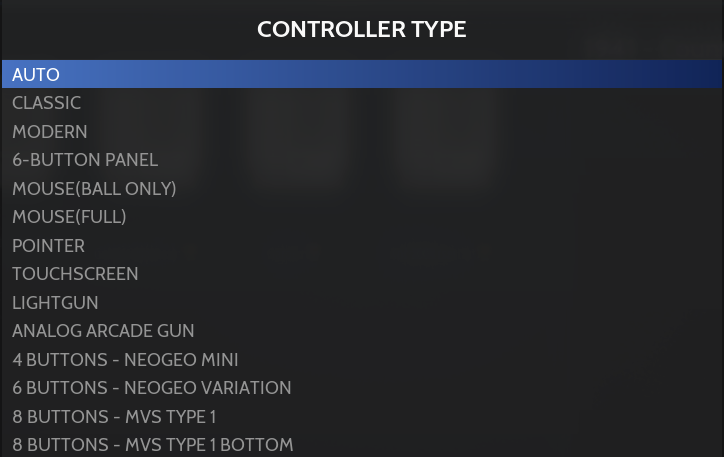 CONTROLLER TYPE
AUTO
CLASSIC
MODERN
6-BUTTON PANEL
MOUSE(BALL ONLY)
MOUSE(FULL)
POINTER
TOUCHSCREEN
LIGHTGUN
ANALOG ARCADE GUN
4 BUTTONS - NEOGEO MINI
6 BUTTONS - NEOGEO VARIATION
8 BUTTONS - MVS TYPE 1
8 BUTTONS - MVS TYPE 1 BOTTOM